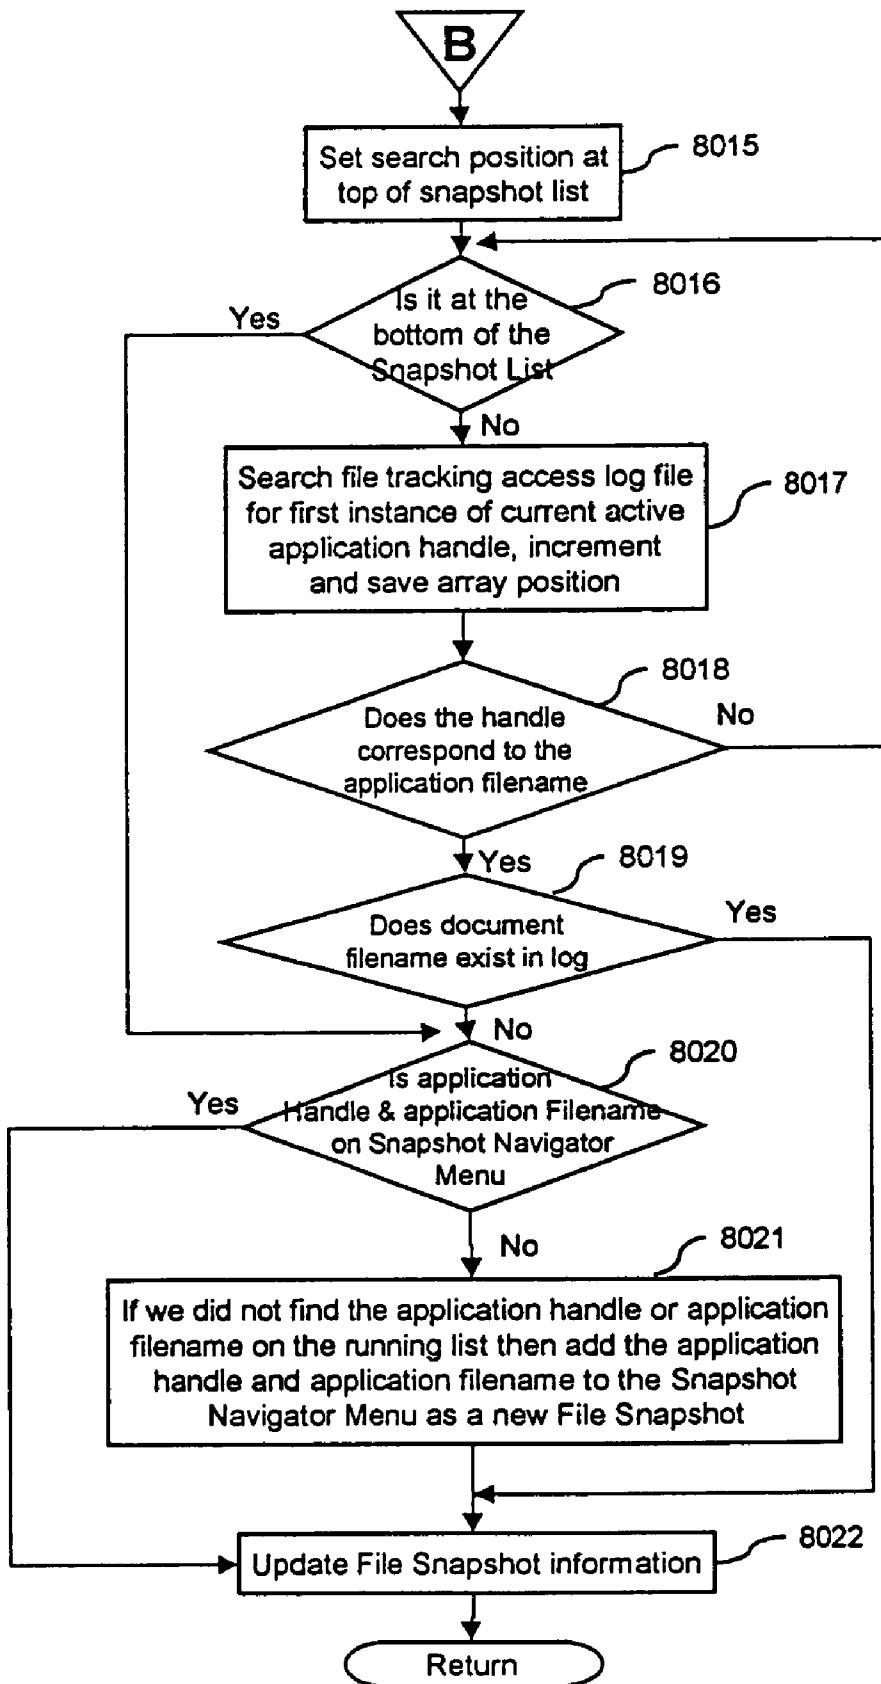 B
Set search position at
top of snapshot list
8015
Is it at the
bottom of the
Snapshot List
8016
Yes
No
Search file tracking access log file
for first instance of current active
application handle, increment
and save array position
8017
Does the handle
correspond to the
application filename
8018
No
Yes
Does document
filename exist in log
8019
Yes
No
Is application
Handle & application Filename
on Snapshot Navigator
Menu
8020
Yes
No
If we did not find the application handle or application
filename on the running list then add the application
handle and application filename to the Snapshot
Navigator Menu as a new File Snapshot
8021
Update File Snapshot information
8022
Return